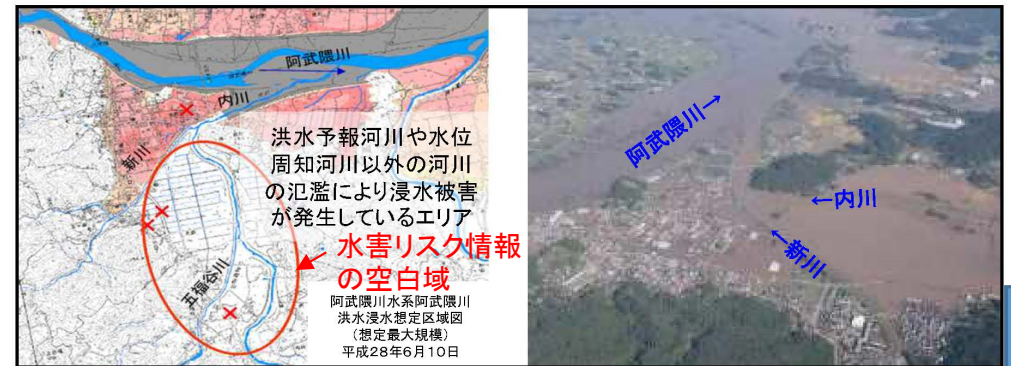 阿武隈川
内川
新川
洪水予報河川や水位
周知河川以外の河川
の氾濫により浸水被害
が発生しているエリア
水害リスク情報
の空白域
五福谷川
阿武隈川水系阿武隈川
洪水浸水想定区域図
（想定最大規模）
平成28年6月10日
阿武隈川→
←内川
←新川